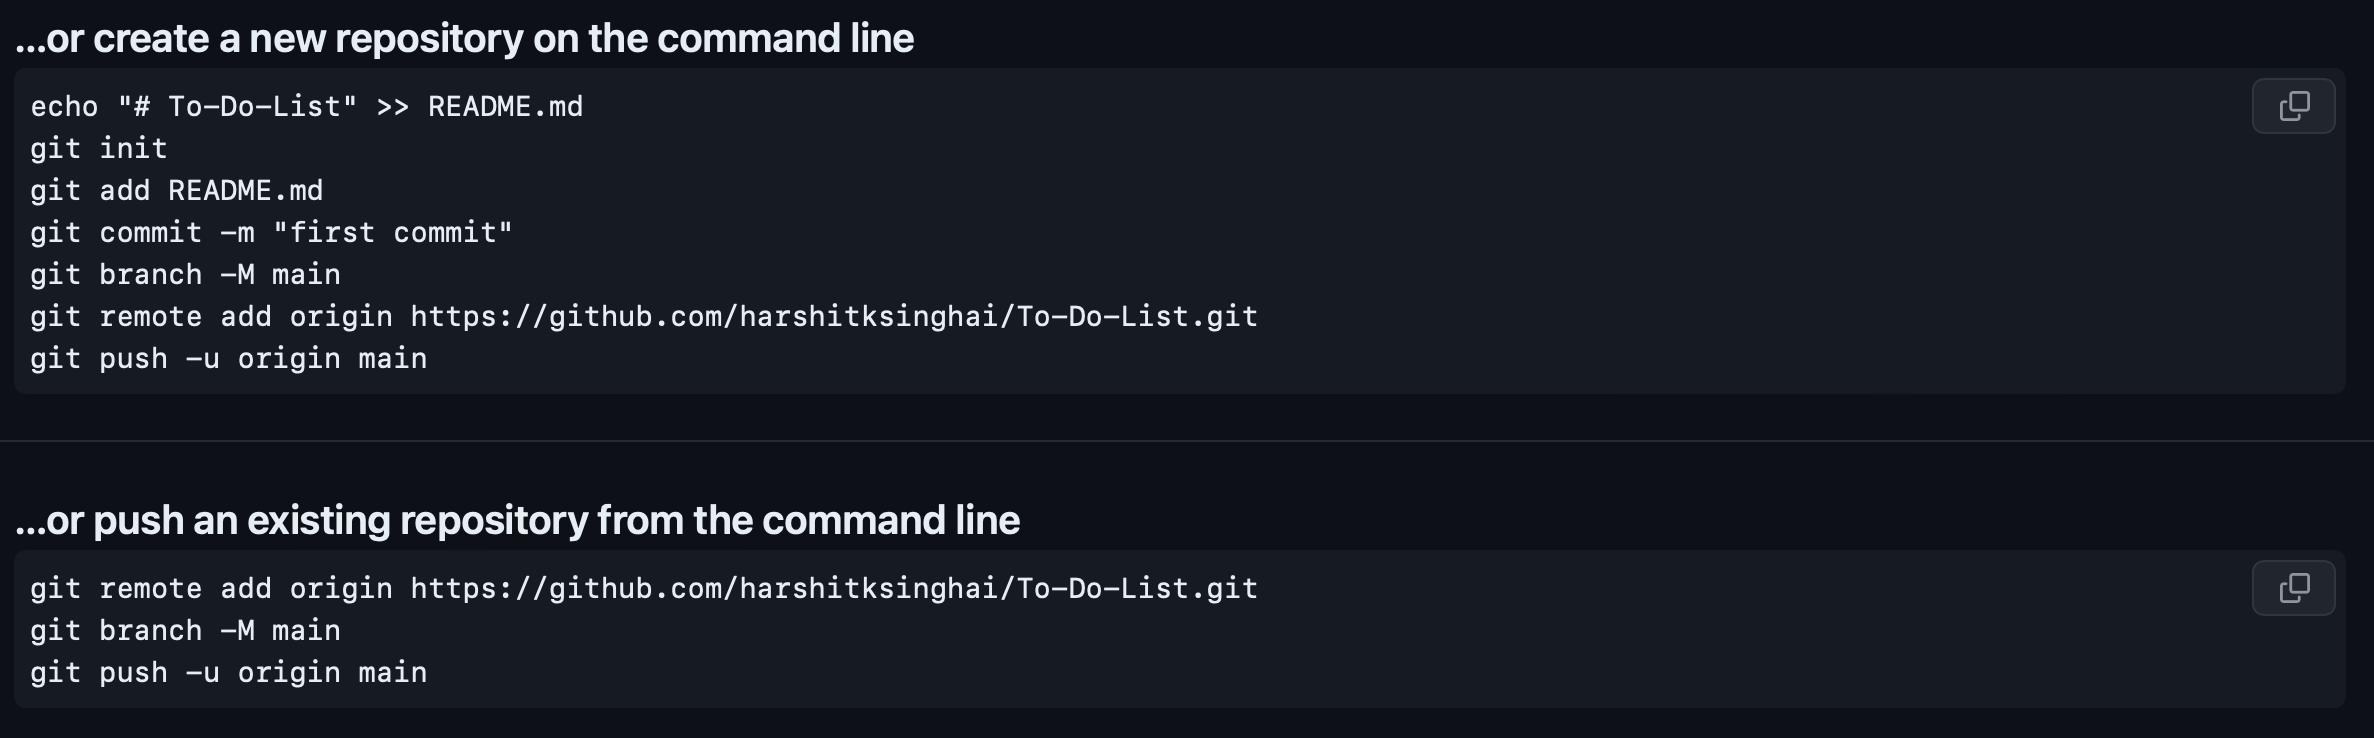 ...or create a new repository on the command line
echo "# To-Do-List" >> README.md
git init
git add README.md
git commit -m "first commit"
git branch -M main
git remote add origin https://github.com/harshitksinghai/To-Do-List.git
git push -u origin main
...or push an existing repository from the command line
git remote add origin https://github.com/harshitksinghai/To-Do-List.git
git branch -M main
git push -u origin main